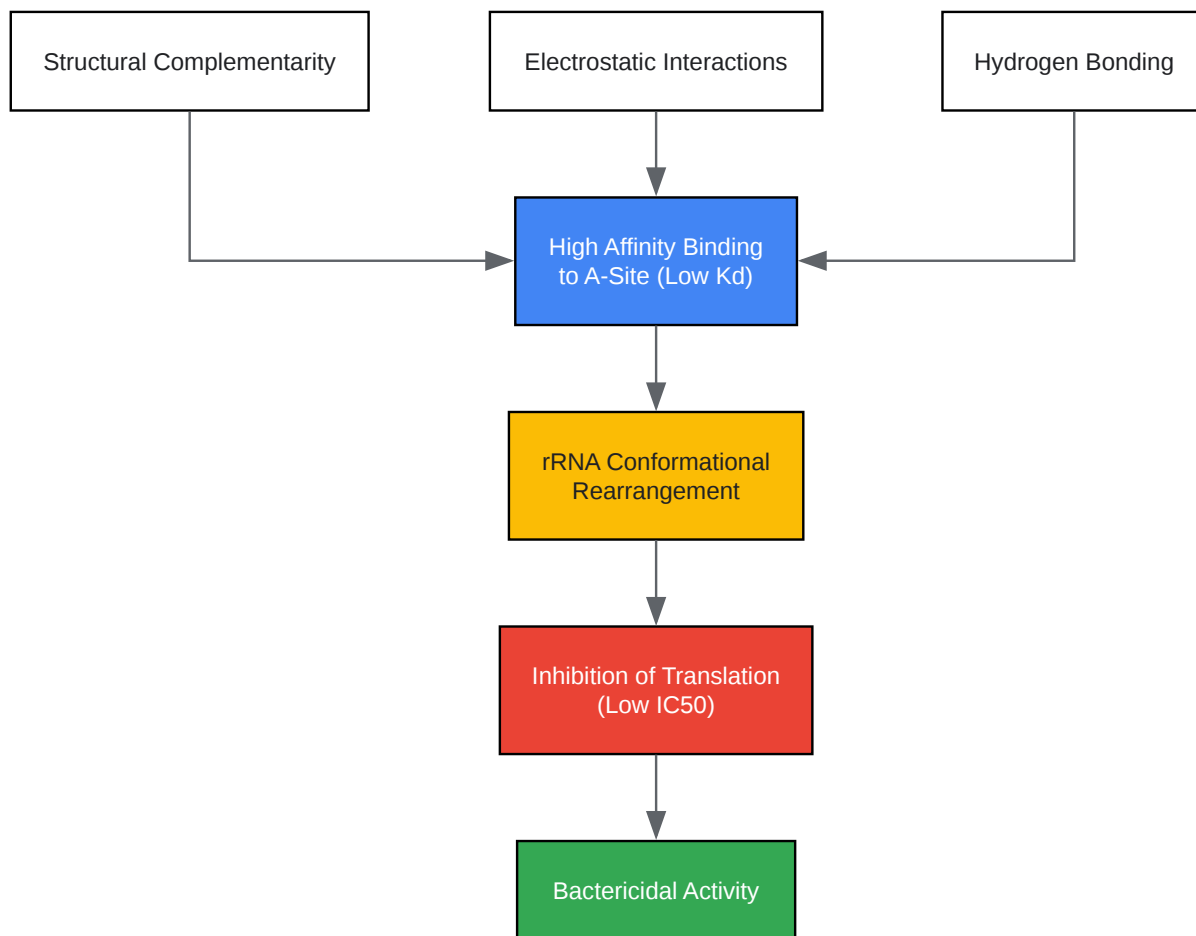 Structural Complementarity
Electrostatic Interactions
Hydrogen Bonding
High Affinity Binding
to A-Site (Low Kd)
rRNA Conformational
Rearrangement
Inhibition of Translation
(Low IC50)
Bactericidal Activity